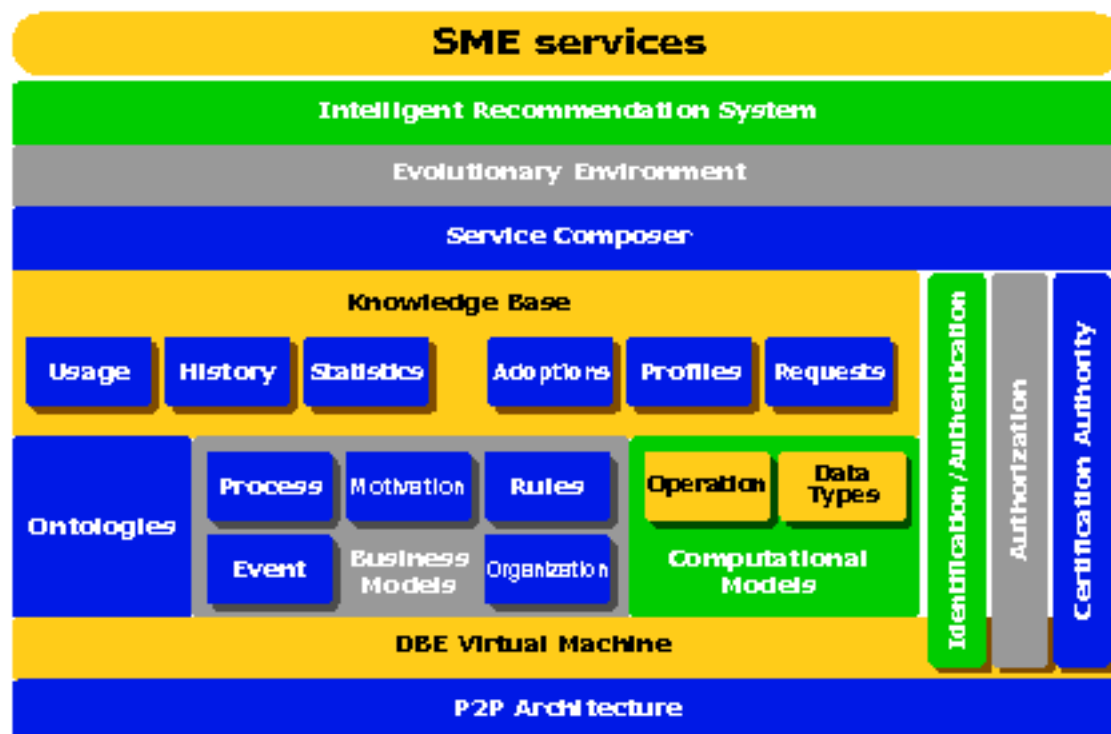 SME services
Intelligent Recommendation System
Evolutionary Environment
Service Composer
Knowledge Base
Usage
History
Statistics
Adoptions
Profiles
Requests
Ontologies
Process
Motivation
Rules
Event
Business
Models
Organization
Operation
Data
Types
Computational
Models
Identification/Authentication
Authorization
Certification Authority
DBE Virtual Machine
P2P Architecture